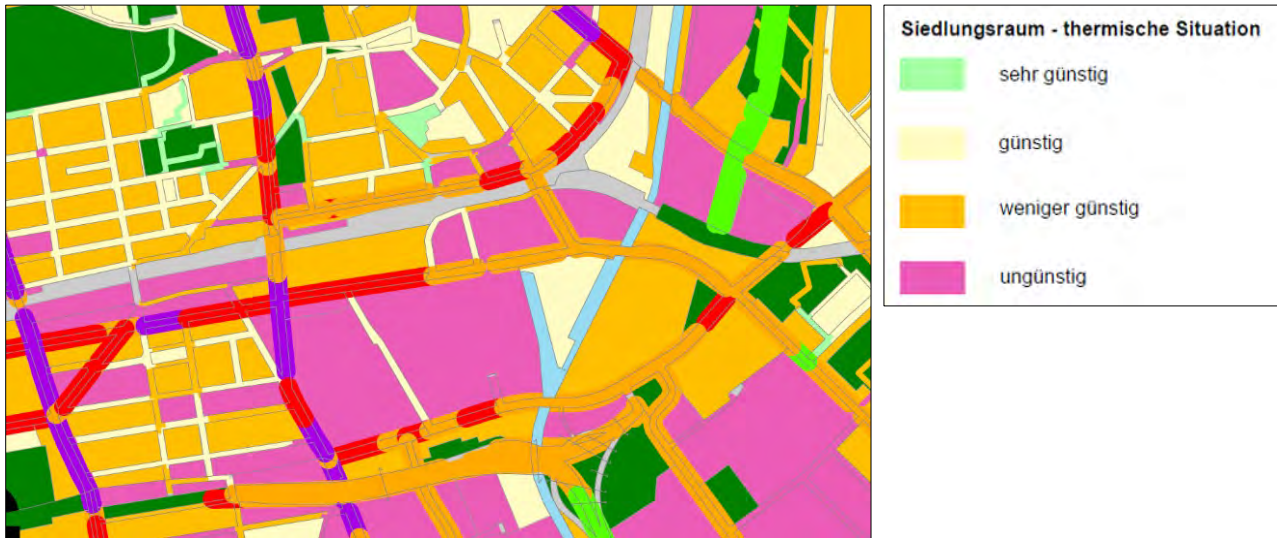 Siedlungsraum - thermische Situation
sehr günstig
günstig
weniger günstig
ungünstig